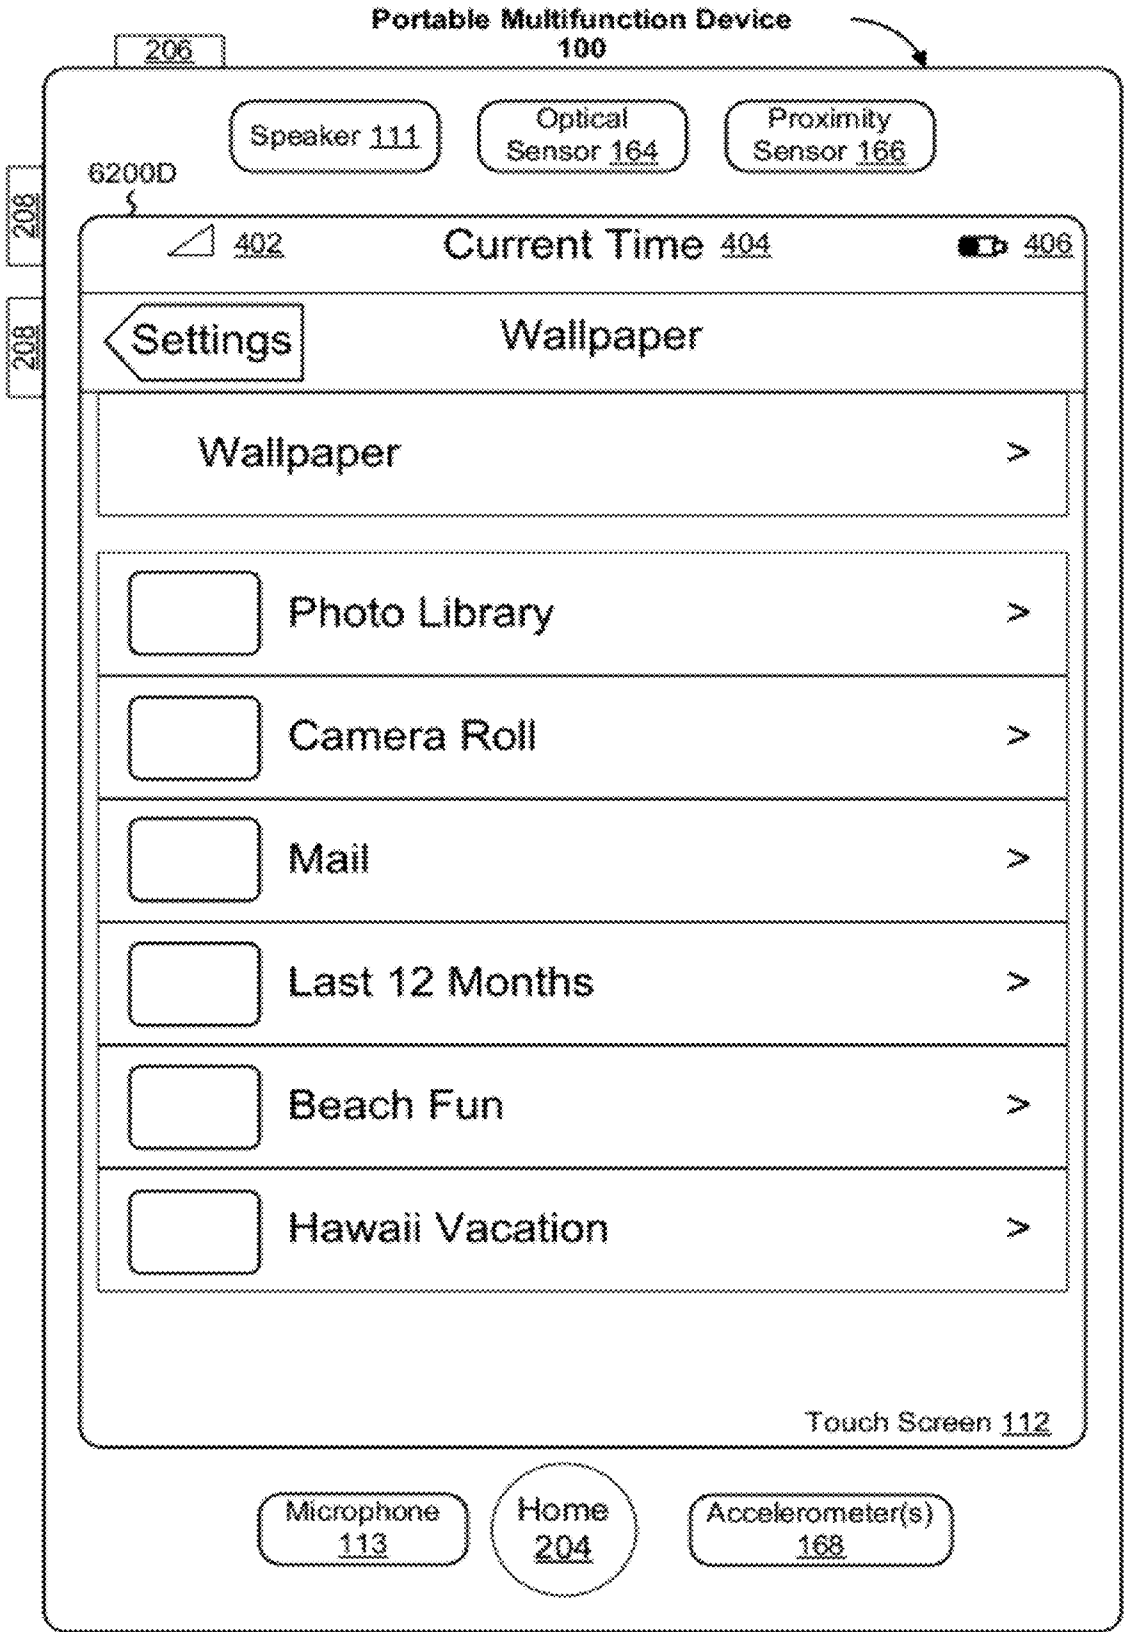 Portable Multifunction Device
100
206
Speaker 111
Optical
Sensor 164
Proximity
Sensor 166
6200D
208
208
402
Current Time 404
406
Settings
Wallpaper
Wallpaper >
Photo Library >
Camera Roll >
Mail >
Last 12 Months >
Beach Fun >
Hawaii Vacation >
Touch Screen 112
Microphone
113
Home
204
Accelerometer(s)
168